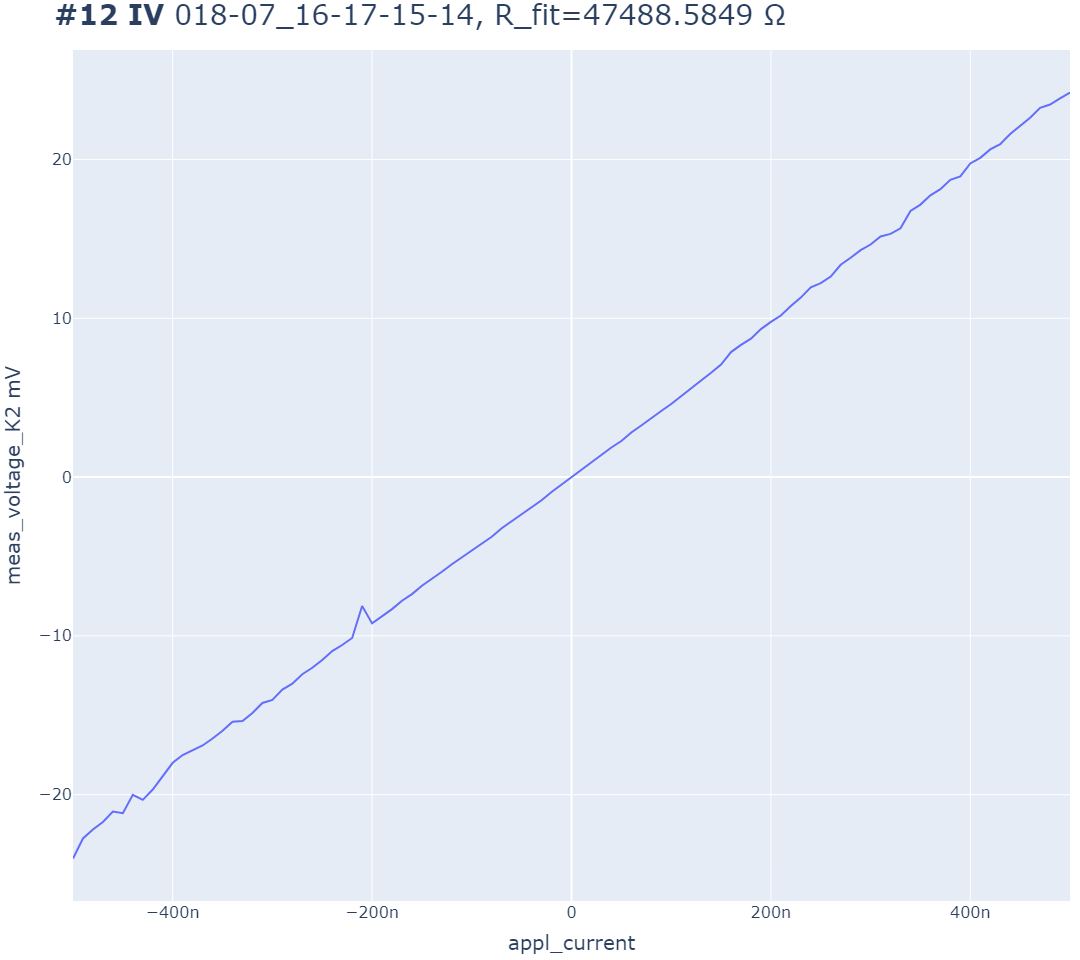 #12 IV 018-07_16-17-15-14, R_fit=47488.5849 Ω
meas_voltage_K2 mV
20
10
0
−10
−20
−400n
−200n
0
200n
400n
appl_current